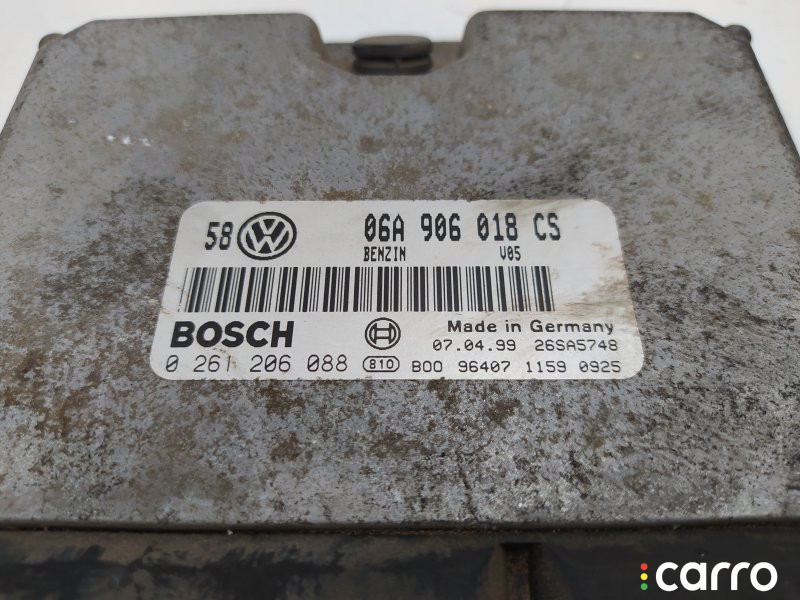 58 VW 06A 906 018 CS
BENZIN V05
BOSCH Made in Germany
07.04.99 26SA5748
0 261 206 088 810 B00 96407 1159 0925
carro